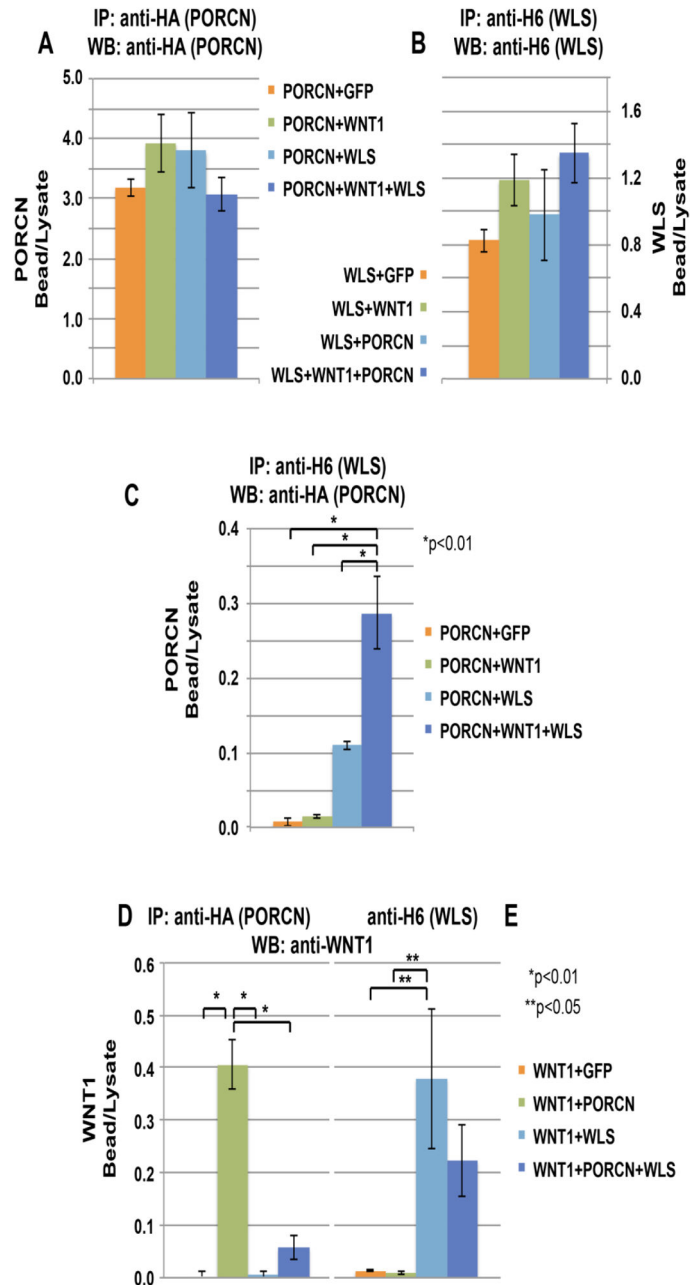 IP: anti-HA (PORCN)
WB: anti-HA (PORCN)
A
5.0
4.0
3.0
2.0
1.0
0.0
PORCN
Bead/Lysate
PORCN+GFP
PORCN+WNT1
PORCN+WLS
PORCN+WNT1+WLS
IP: anti-H6 (WLS)
WB: anti-H6 (WLS)
B
1.6
1.2
0.8
0.4
0.0
WLS
Bead/Lysate
WLS+GFP
WLS+WNT1
WLS+PORCN
WLS+WNT1+PORCN
IP: anti-H6 (WLS)
WB: anti-HA (PORCN)
C
0.4
0.3
0.2
0.1
0.0
PORCN
Bead/Lysate
*
*
*
*p<0.01
PORCN+GFP
PORCN+WNT1
PORCN+WLS
PORCN+WNT1+WLS
D IP: anti-HA (PORCN) anti-H6 (WLS) E
WB: anti-WNT1
0.6
0.5
0.4
0.3
0.2
0.1
0.0
WNT1
Bead/Lysate
* * *
**
**
*p<0.01
**p<0.05
WNT1+GFP
WNT1+PORCN
WNT1+WLS
WNT1+PORCN+WLS